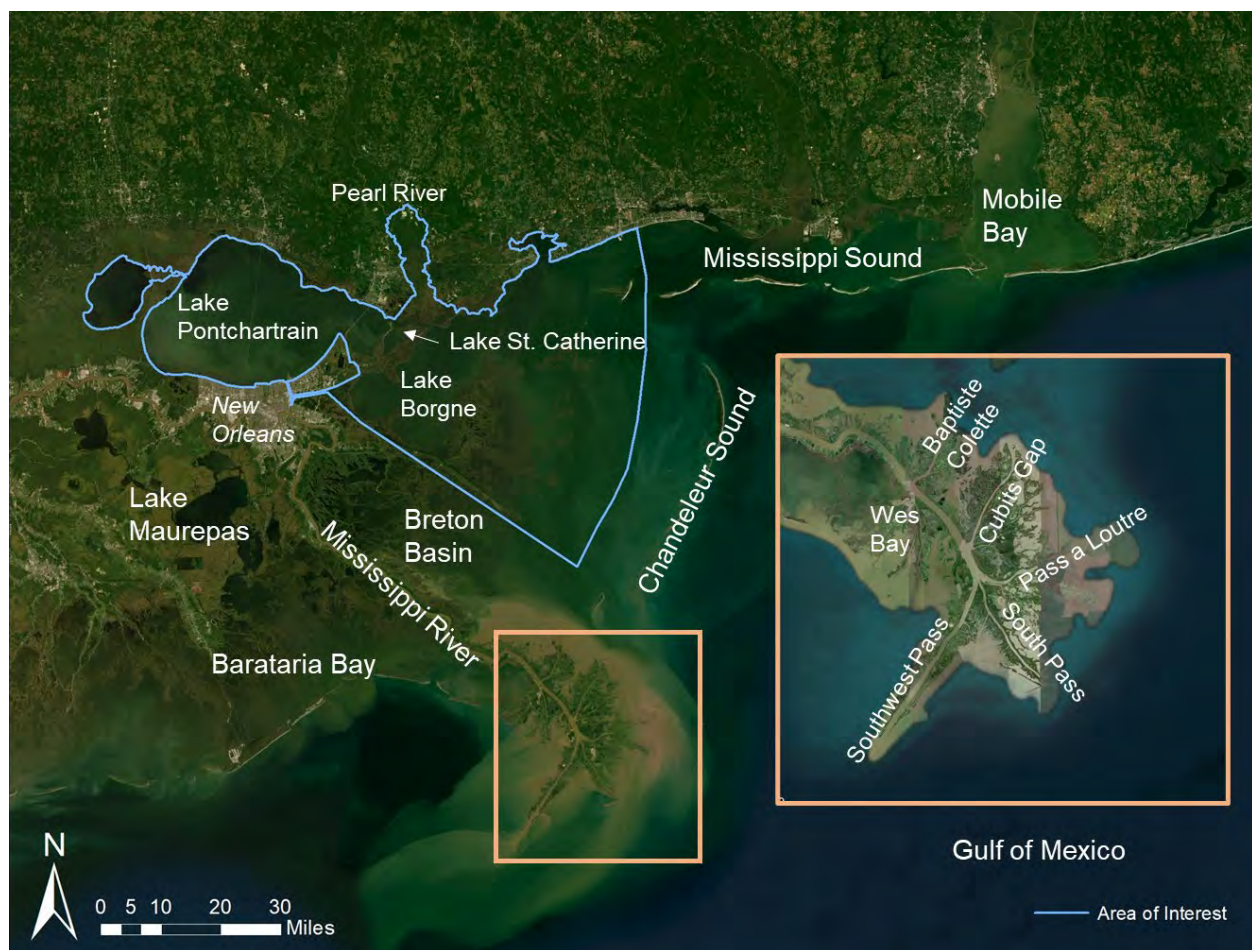 Pearl River
Mobile
Bay
Mississippi Sound
Lake
Pontchartrain
Lake St. Catherine
Lake
Borgne
New
Orleans
Chandeleur Sound
Lake
Maurepas
Breton
Basin
Mississippi River
Barataria Bay
Baptiste
Colette
Cubits Gap
Wes
Bay
Pass a Loutre
South Pass
Southwest Pass
Gulf of Mexico
N
0 5 10 20 30
Miles
Area of Interest